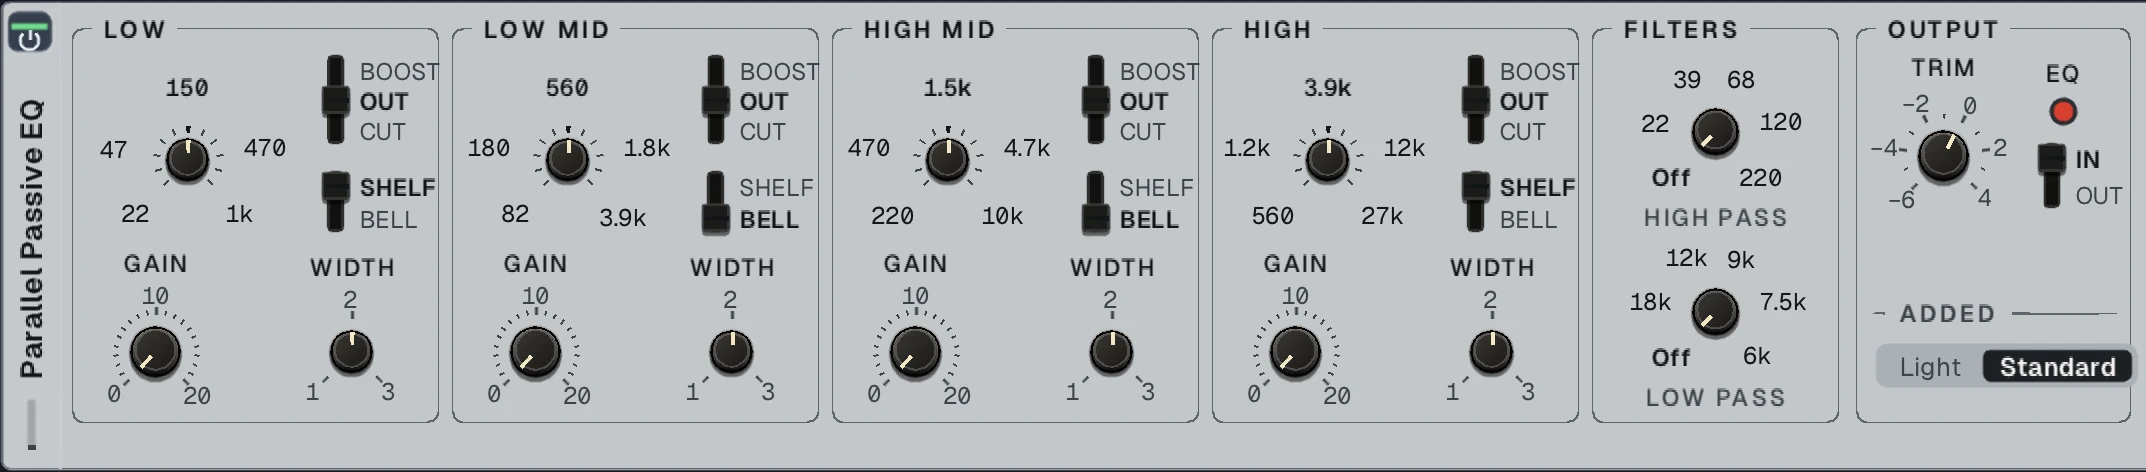 Parallel Passive EQ
LOW
150
47
470
22
1k
BOOST
OUT
CUT
SHELF
BELL
GAIN
10
0
20
WIDTH
2
1
3
LOW MID
560
180
1.8k
82
3.9k
BOOST
OUT
CUT
SHELF
BELL
GAIN
10
0
20
WIDTH
2
1
3
HIGH MID
1.5k
470
4.7k
220
10k
BOOST
OUT
CUT
SHELF
BELL
GAIN
10
0
20
WIDTH
2
1
3
HIGH
3.9k
1.2k
12k
560
27k
BOOST
OUT
CUT
SHELF
BELL
GAIN
10
0
20
WIDTH
2
1
3
FILTERS
39 68
22 120
Off 220
HIGH PASS
12k 9k
18k 7.5k
Off 6k
LOW PASS
OUTPUT
TRIM
-2 0
-4 2
-6 4
EQ
IN
OUT
ADDED
Light Standard